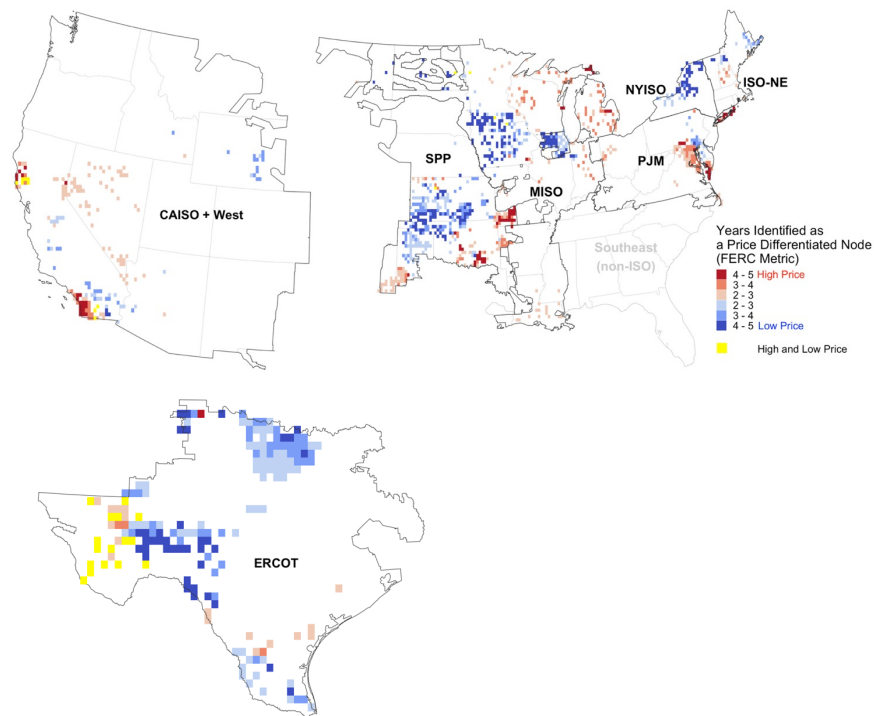 NYISO
ISO-NE
SPP
PJM
MISO
CAISO + West
Southeast
(non-ISO)
Years Identified as
a Price Differentiated Node
(FERC Metric)
4 - 5 High Price
3 - 4
2 - 3
2 - 3
3 - 4
4 - 5 Low Price
High and Low Price
ERCOT